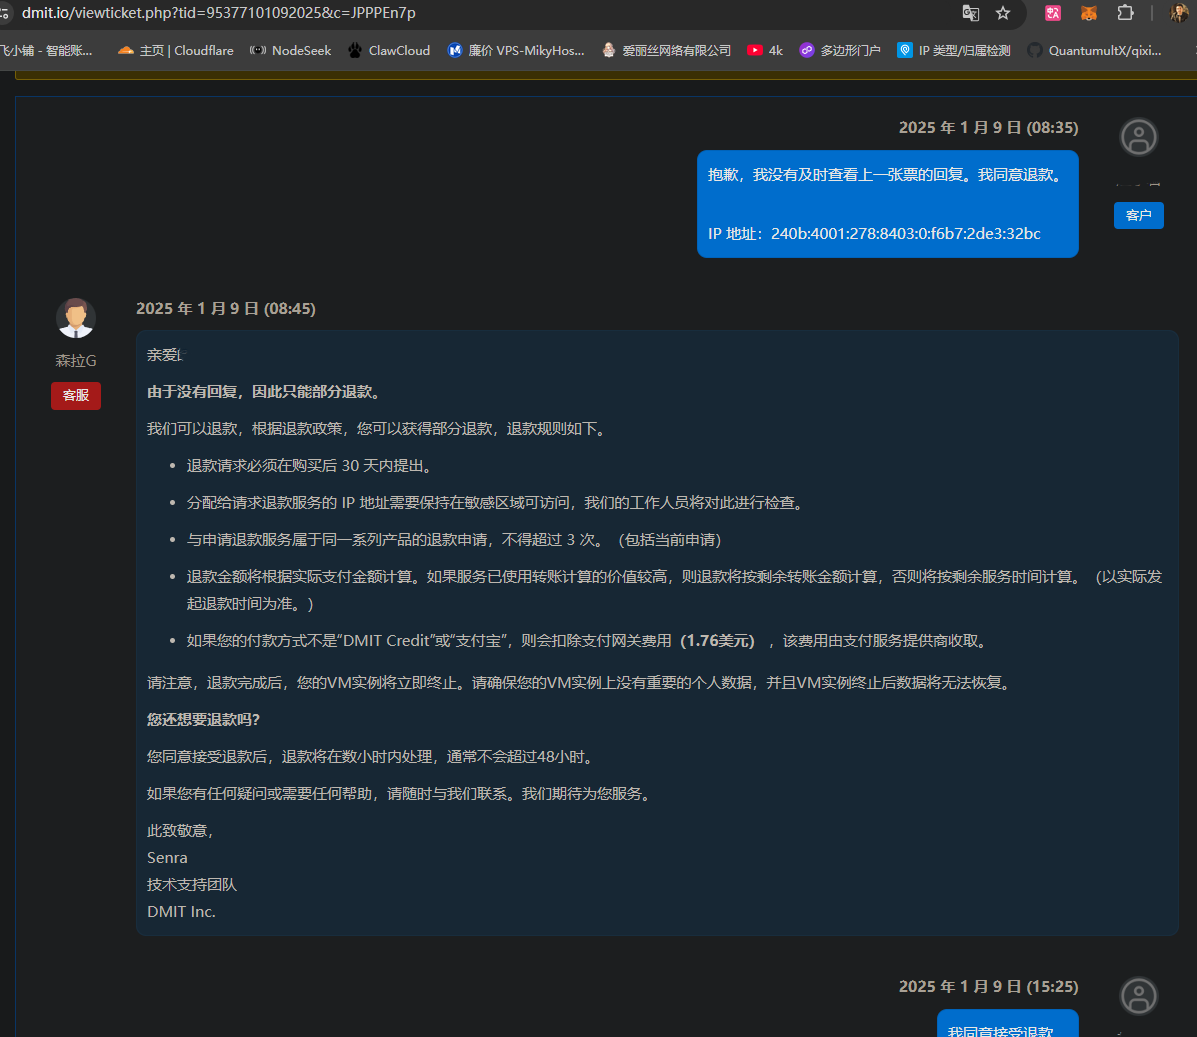 dmit.io/viewticket.php?tid=95377101092025&c=JPPPEn7p
飞小铺 - 智能账... 主页 | Cloudflare NodeSeek ClawCloud 廉价 VPS-MikyHos... 爱丽丝网络有限公司 4k 多边形门户 IP 类型/归属检测 QuantumultX/qixi...
2025 年 1 月 9 日 (08:35)
抱歉，我没有及时查看上一张票的回复。我同意退款。
IP 地址：240b:4001:278:8403:0:f6b7:2de3:32bc
客户
2025 年 1 月 9 日 (08:45)
森拉G
客服
亲爱
由于没有回复，因此只能部分退款。
我们可以退款，根据退款政策，您可以获得部分退款，退款规则如下。
• 退款请求必须在购买后 30 天内提出。
• 分配给请求退款服务的 IP 地址需要保持在敏感区域可访问，我们的工作人员将对此进行检查。
• 与申请退款服务属于同一系列产品的退款申请，不得超过 3 次。（包括当前申请）
• 退款金额将根据实际支付金额计算。如果服务已使用转账计算的价值较高，则退款将按剩余转账金额计算，否则将按剩余服务时间计算。（以实际发
起退款时间为准。）
• 如果您的付款方式不是“DMIT Credit”或“支付宝”，则会扣除支付网关费用（1.76美元），该费用由支付服务提供商收取。
请注意，退款完成后，您的VM实例将立即终止。请确保您的VM实例上没有重要的个人数据，并且VM实例终止后数据将无法恢复。
您还想要退款吗?
您同意接受退款后，退款将在数小时内处理，通常不会超过48小时。
如果您有任何疑问或需要任何帮助，请随时与我们联系。我们期待为您服务。
此致敬意，
Senra
技术支持团队
DMIT Inc.
2025 年 1 月 9 日 (15:25)
我同意接受退款